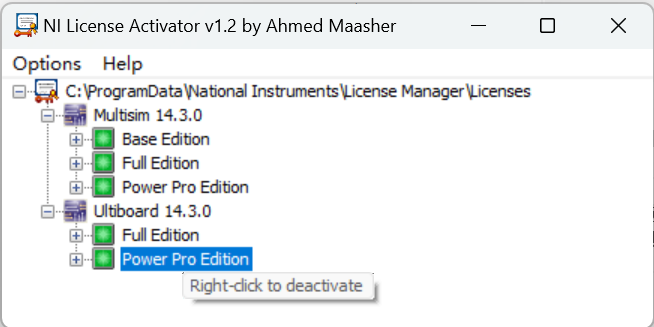 NI License Activator v1.2 by Ahmed Maasher
Options Help
C:\ProgramData\National Instruments\License Manager\Licenses
Multisim 14.3.0
Base Edition
Full Edition
Power Pro Edition
Ultiboard 14.3.0
Full Edition
Power Pro Edition
Right-click to deactivate